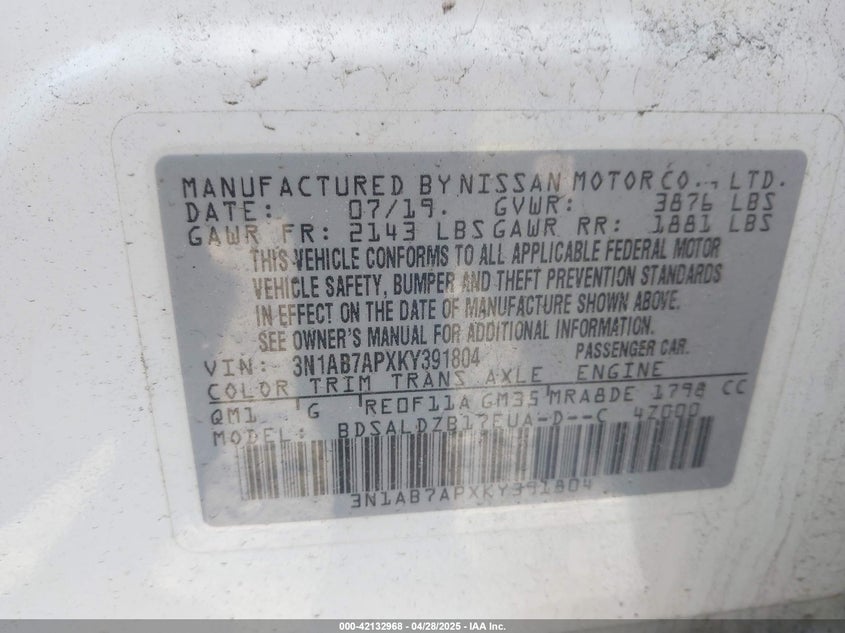 MANUFACTURED BY NISSAN MOTOR CO., LTD.
DATE: 07/19. GVWR: 3876 LBS
GAWR FR: 2143 LBS GAWR RR: 1881 LBS
THIS VEHICLE CONFORMS TO ALL APPLICABLE FEDERAL MOTOR
VEHICLE SAFETY, BUMPER AND THEFT PREVENTION STANDARDS
IN EFFECT ON THE DATE OF MANUFACTURE SHOWN ABOVE.
SEE OWNER'S MANUAL FOR ADDITIONAL INFORMATION.
VIN: 3N1AB7APXKY391804 PASSENGER CAR.
COLOR TRIM TRANS AXLE ENGINE
QM1 G RE0F11A GM35 MRA8DE 1798 CC
MODEL: BDSALDZB17EUA-D--C 4Z000
3N1AB7APXKY391804
000-42132968 - 04/28/2025 - IAA Inc.